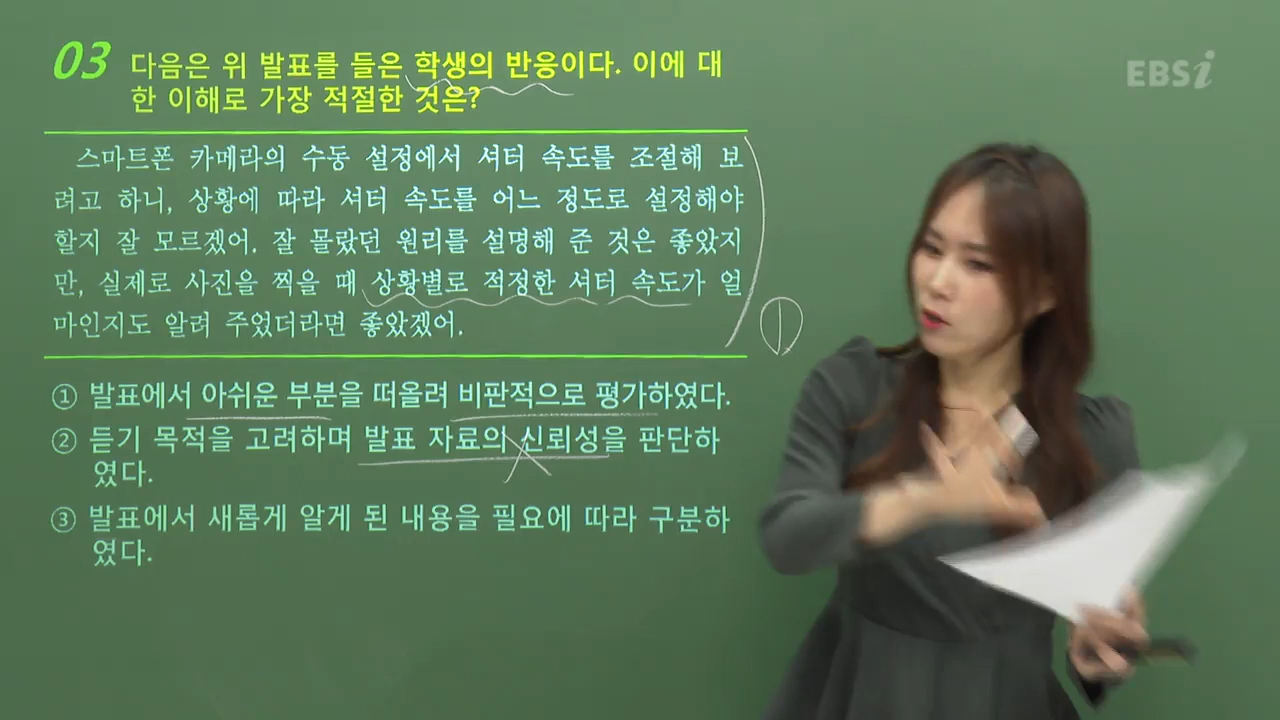 03 다음은 위 발표를 들은 학생의 반응이다. 이에 대
한 이해로 가장 적절한 것은?
EBSi
스마트폰 카메라의 수동 설정에서 셔터 속도를 조절해 보
려고 하니, 상황에 따라 셔터 속도를 어느 정도로 설정해야
할지 잘 모르겠어. 잘 몰랐던 원리를 설명해 준 것은 좋았지
만, 실제로 사진을 찍을 때 상황별로 적정한 셔터 속도가 얼
마인지도 알려 주었더라면 좋았겠어.
①
① 발표에서 아쉬운 부분을 떠올려 비판적으로 평가하였다.
② 듣기 목적을 고려하며 발표 자료의 신뢰성을 판단하
였다.
③ 발표에서 새롭게 알게 된 내용을 필요에 따라 구분하
였다.